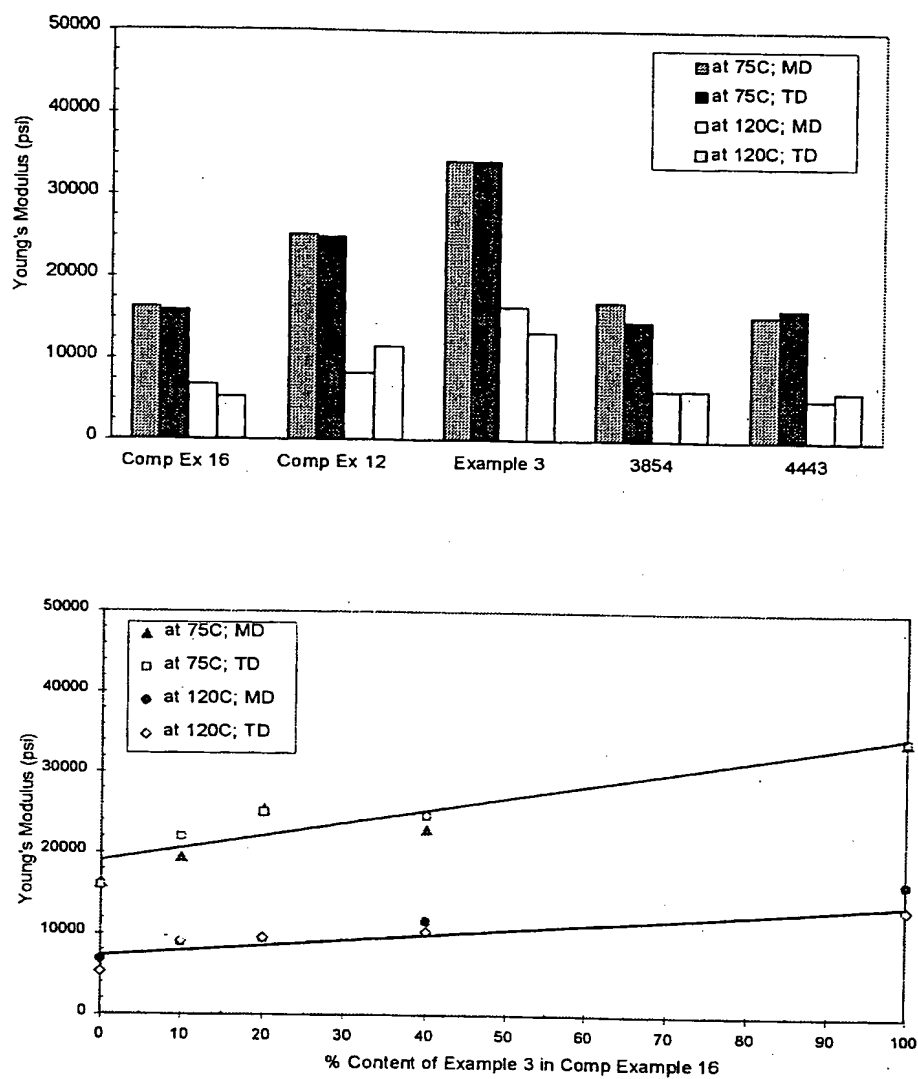 50000
40000
30000
20000
10000
0
Young's Modulus (psi)
at 75C; MD
at 75C; TD
at 120C; MD
at 120C; TD
Comp Ex 16
Comp Ex 12
Example 3
3854
4443
50000
40000
30000
20000
10000
0
Young's Modulus (psi)
at 75C; MD
at 75C; TD
at 120C; MD
at 120C; TD
0 10 20 30 40 50 60 70 80 90 100
% Content of Example 3 in Comp Example 16